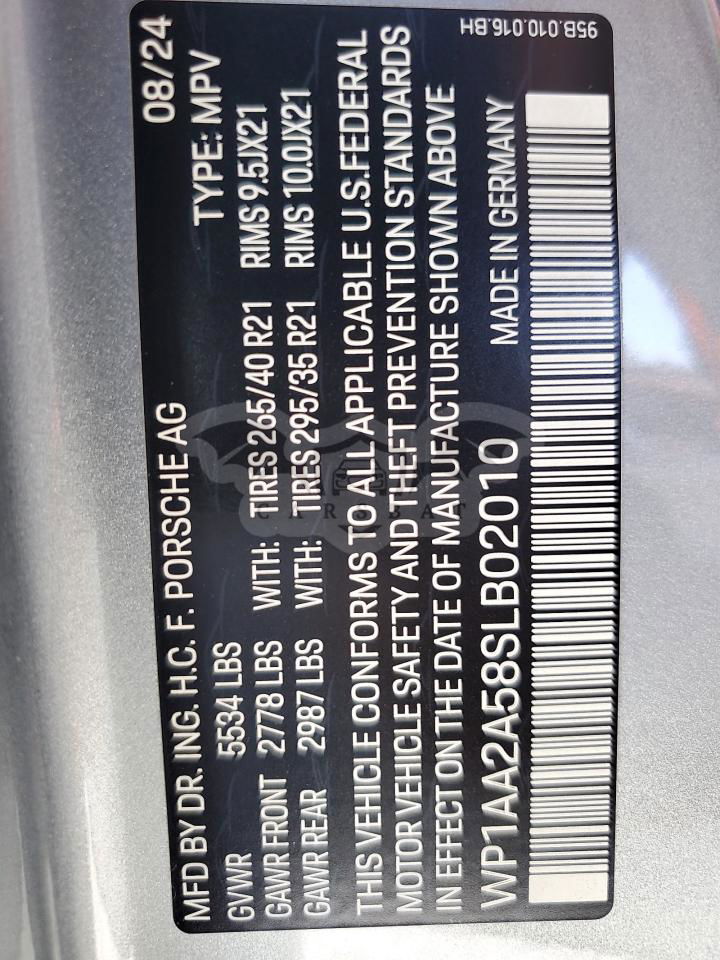 MFD BY DR. ING. H.C. F. PORSCHE AG 08/24
GVWR 5534 LBS TYPE: MPV
GAWR FRONT 2778 LBS WITH: TIRES 265/40 R21 RIMS 9.5JX21
GAWR REAR 2987 LBS WITH: TIRES 295/35 R21 RIMS 10.0JX21
THIS VEHICLE CONFORMS TO ALL APPLICABLE U.S.FEDERAL
MOTOR VEHICLE SAFETY AND THEFT PREVENTION STANDARDS
IN EFFECT ON THE DATE OF MANUFACTURE SHOWN ABOVE
WP1AA2A58SLB02010 MADE IN GERMANY
95B.010.016.BH
CARSBAT